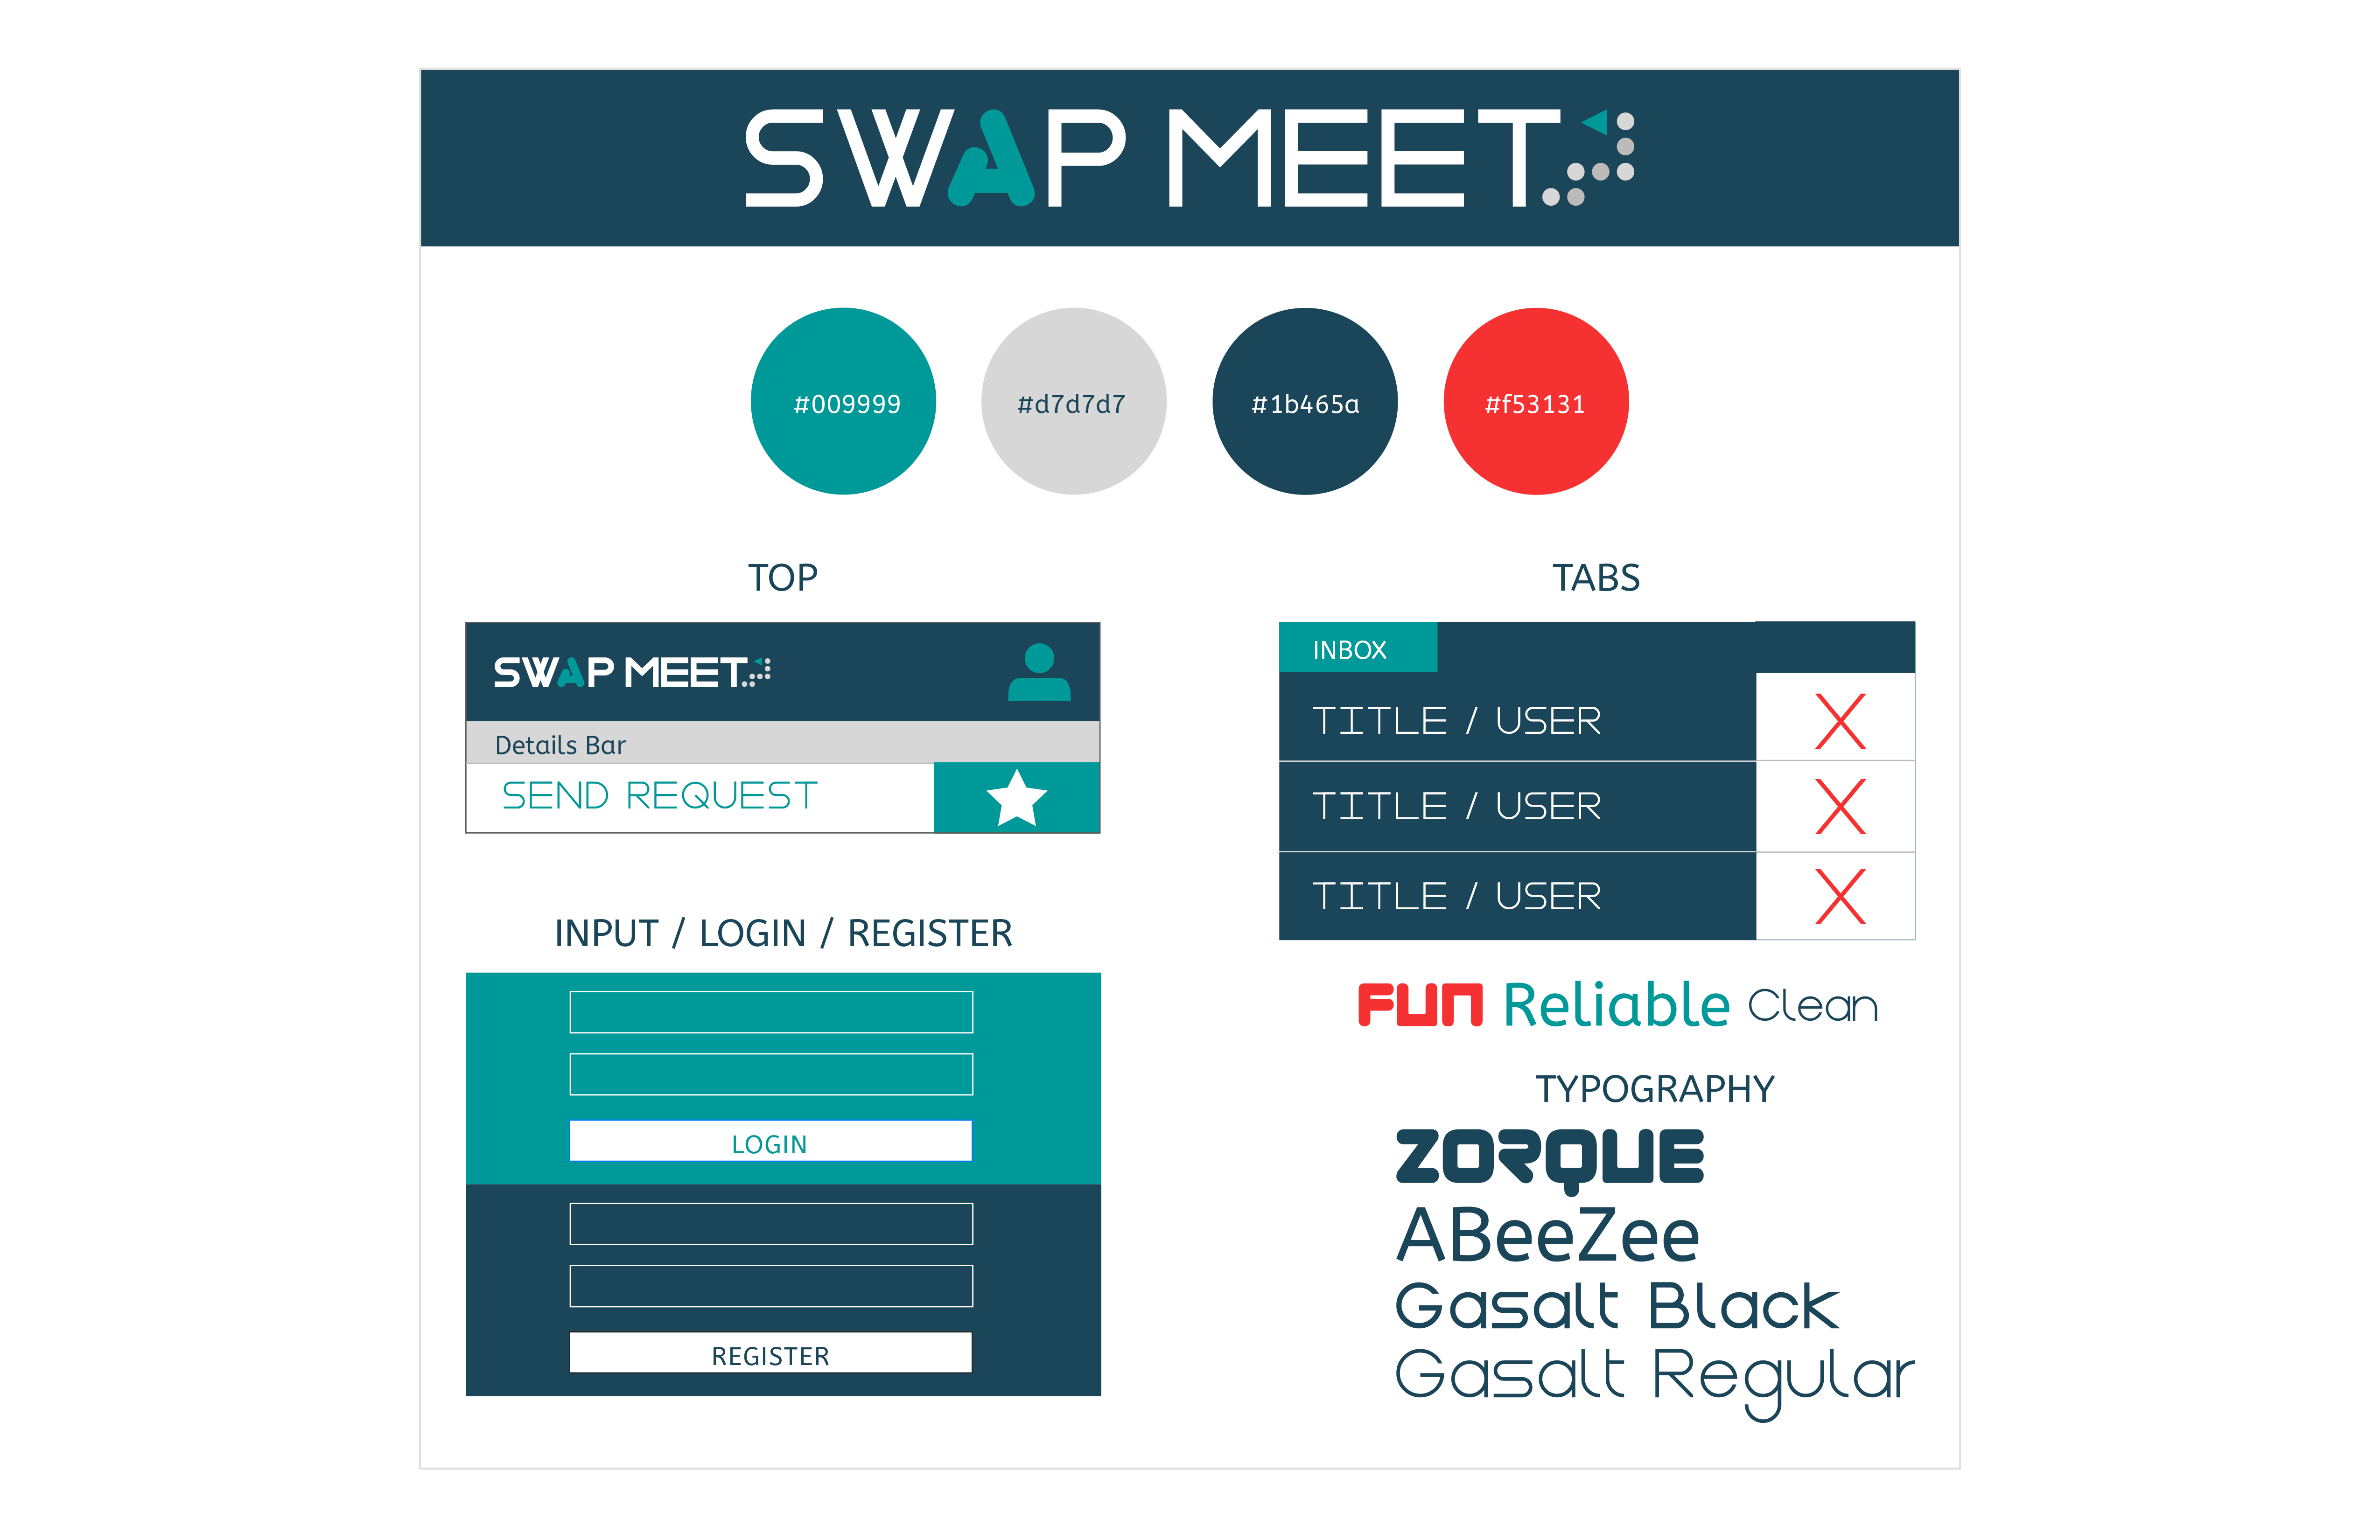 SWAP MEET
#009999 #d7d7d7 #1b465a #f53131
TOP
SWAP MEET
Details Bar
SEND REQUEST
TABS
INBOX
TITLE / USER X
TITLE / USER X
TITLE / USER X
INPUT / LOGIN / REGISTER
LOGIN
REGISTER
FUN Reliable Clean
TYPOGRAPHY
ZORQUE
ABeeZee
Gasalt Black
Gasalt Regular